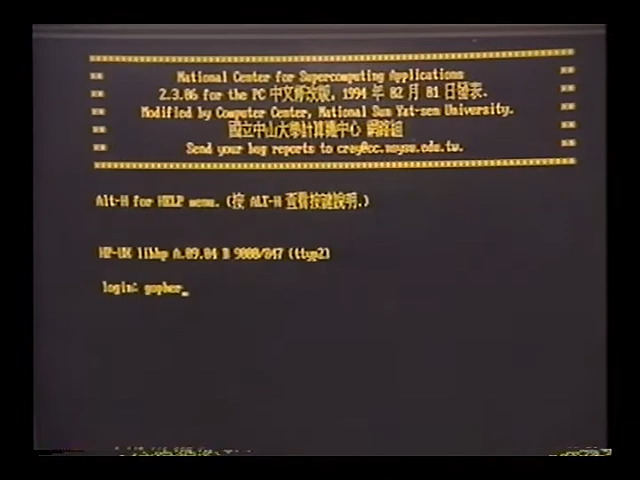 National Center for Supercomputing Applications
2.3.06 for the PC 中文修改版, 1994 年 02 月 01 日發表.
Modified by Computer Center, National Sun Yat-sen University.
國立中山大學計算機中心 網路組
Send your bug reports to cray@cc.nsysu.edu.tw.
Alt-H for HELP menu. (按 ALT-H 查看按鍵說明.)
HP-UX libhp A.09.04 B 9000/847 (ttyp2)
login: gopher_